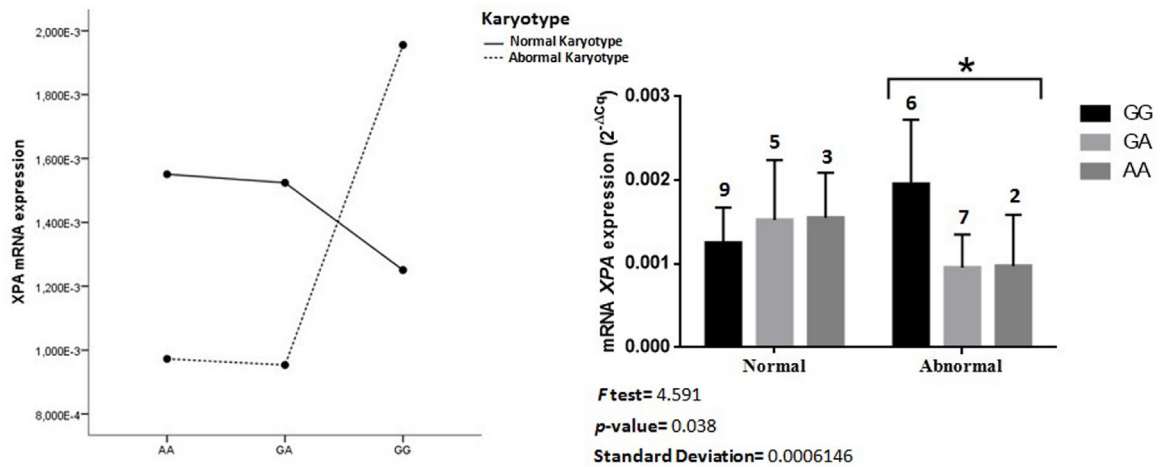 Karyotype
Normal Karyotype
Abormal Karyotype
XPA mRNA expression
2,000E-3
1,800E-3
1,600E-3
1,400E-3
1,200E-3
1,000E-3
8,000E-4
AA
GA
GG
mRNA XPA expression (2^-ΔCq)
0.003
0.002
0.001
0.000
9
5
3
6
7
2
*
Normal
Abnormal
GG
GA
AA
F test= 4.591
p-value= 0.038
Standard Deviation= 0.0006146